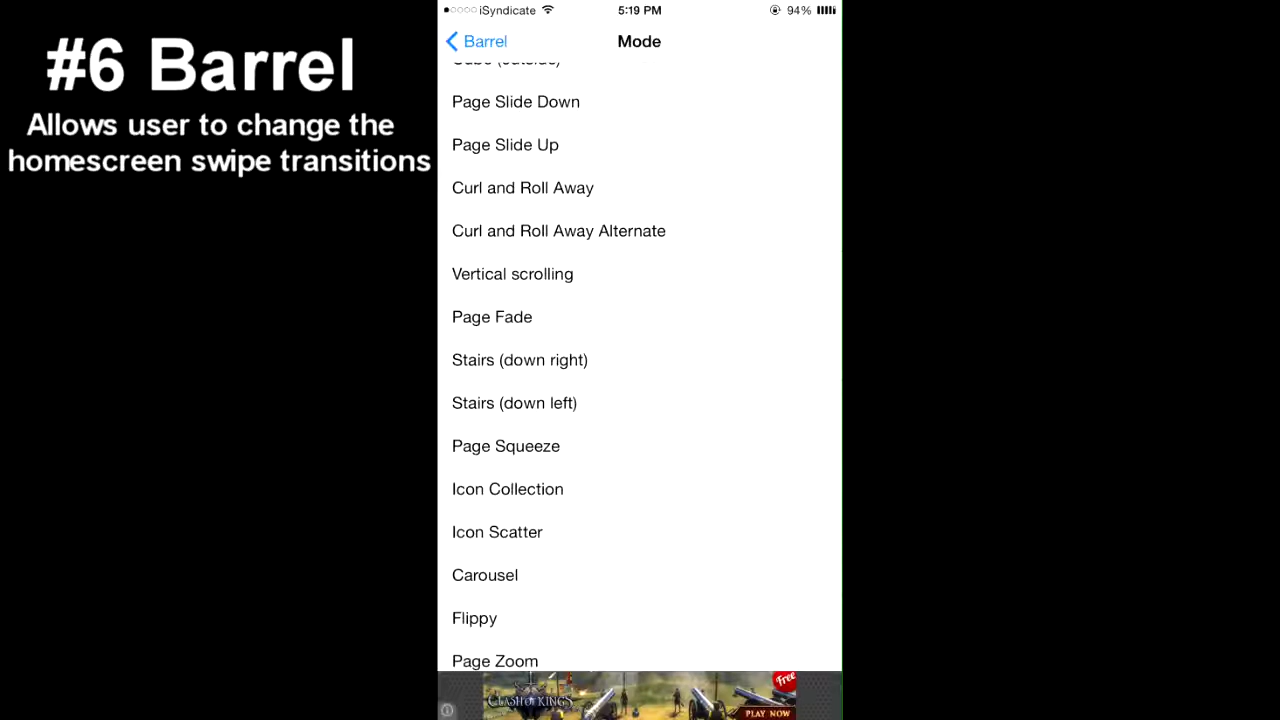 #6 Barrel
Allows user to change the
homescreen swipe transitions
iSyndicate
5:19 PM
94%
Barrel
Mode
Cube (outside)
Page Slide Down
Page Slide Up
Curl and Roll Away
Curl and Roll Away Alternate
Vertical scrolling
Page Fade
Stairs (down right)
Stairs (down left)
Page Squeeze
Icon Collection
Icon Scatter
Carousel
Flippy
Page Zoom
CLASH OF KINGS
Free
PLAY NOW